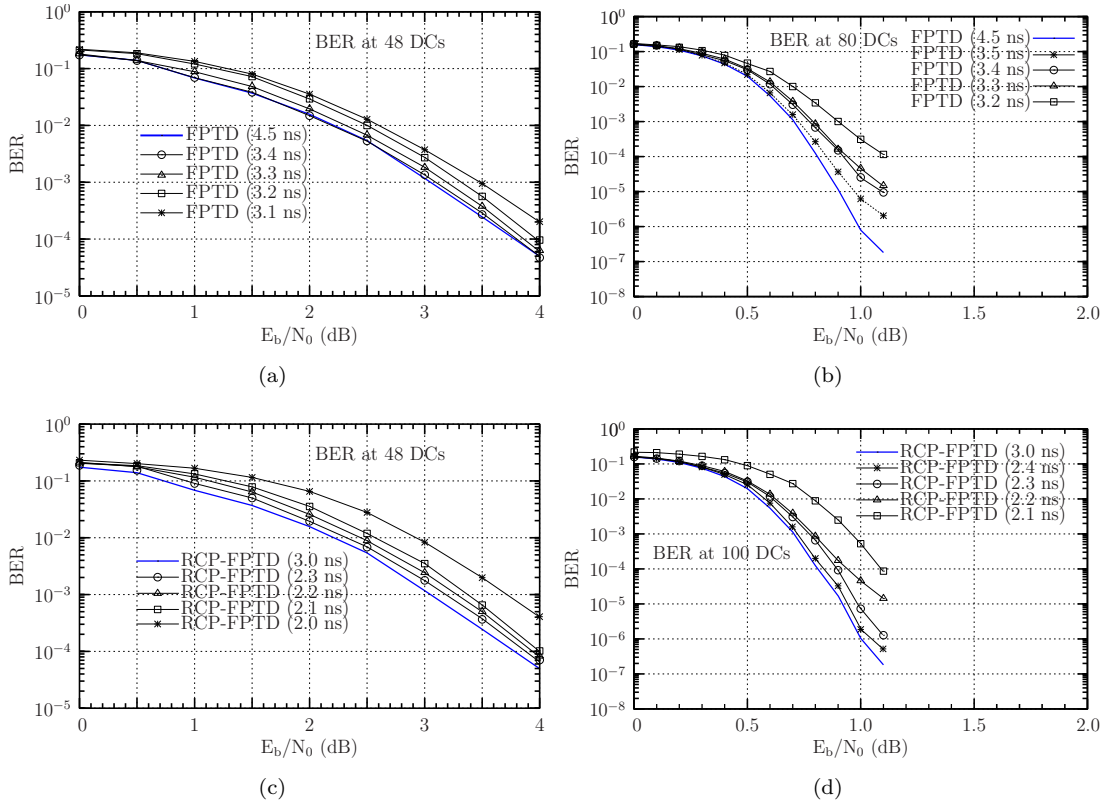 BER at 48 DCs
10⁰
10⁻¹
10⁻²
10⁻³
10⁻⁴
10⁻⁵
BER
FPTD (4.5 ns)
FPTD (3.4 ns)
FPTD (3.3 ns)
FPTD (3.2 ns)
FPTD (3.1 ns)
0 1 2 3 4
E_b/N_0 (dB)
(a)
BER at 80 DCs
10⁰
10⁻¹
10⁻²
10⁻³
10⁻⁴
10⁻⁵
10⁻⁶
10⁻⁷
10⁻⁸
BER
FPTD (4.5 ns)
FPTD (3.5 ns)
FPTD (3.4 ns)
FPTD (3.3 ns)
FPTD (3.2 ns)
0 0.5 1.0 1.5 2.0
E_b/N_0 (dB)
(b)
BER at 48 DCs
10⁰
10⁻¹
10⁻²
10⁻³
10⁻⁴
10⁻⁵
BER
RCP-FPTD (3.0 ns)
RCP-FPTD (2.3 ns)
RCP-FPTD (2.2 ns)
RCP-FPTD (2.1 ns)
RCP-FPTD (2.0 ns)
0 1 2 3 4
E_b/N_0 (dB)
(c)
10⁰
10⁻¹
10⁻²
10⁻³
10⁻⁴
10⁻⁵
10⁻⁶
10⁻⁷
10⁻⁸
BER
RCP-FPTD (3.0 ns)
RCP-FPTD (2.4 ns)
RCP-FPTD (2.3 ns)
RCP-FPTD (2.2 ns)
RCP-FPTD (2.1 ns)
BER at 100 DCs
0 0.5 1.0 1.5 2.0
E_b/N_0 (dB)
(d)